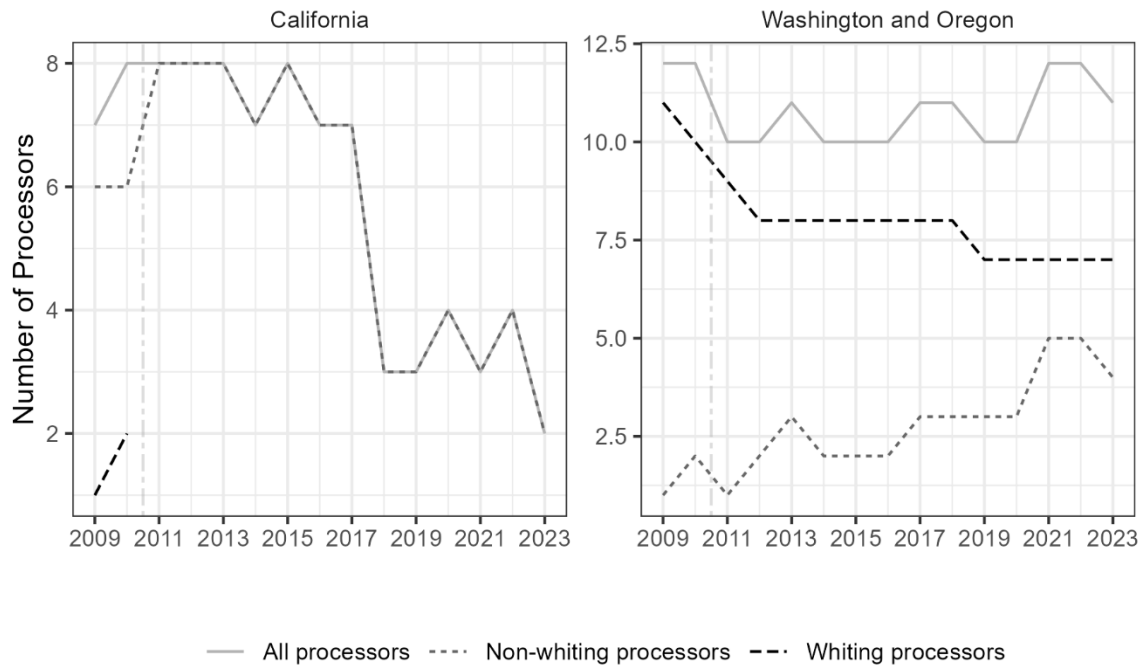 California
Washington and Oregon
Number of Processors
8
6
4
2
2009 2011 2013 2015 2017 2019 2021 2023
12.5
10.0
7.5
5.0
2.5
2009 2011 2013 2015 2017 2019 2021 2023
All processors Non-whiting processors Whiting processors